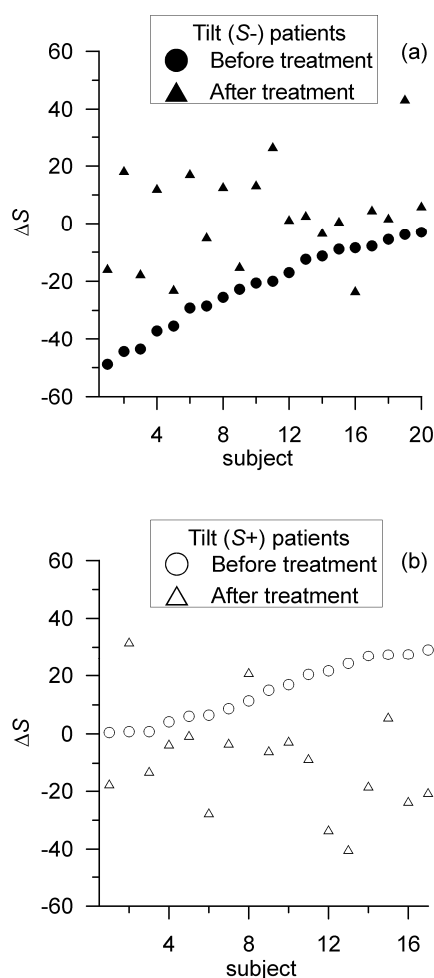 Tilt (S-) patients
Before treatment
After treatment
(a)
60
40
20
0
-20
-40
-60
ΔS
4 8 12 16 20
subject
Tilt (S+) patients
Before treatment
After treatment
(b)
60
40
20
0
-20
-40
-60
ΔS
4 8 12 16
subject